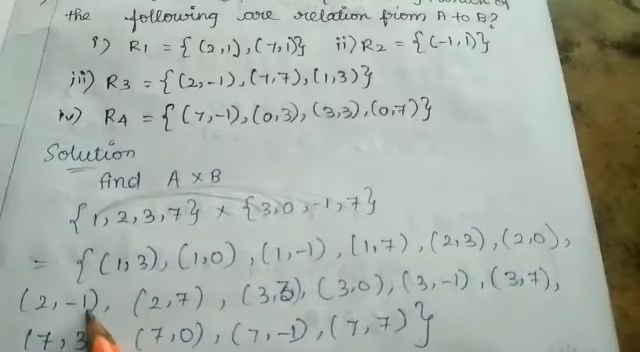 the following are relation from A to B?
i) R1 = {(2,1), (7,1)} ii) R2 = {(-1,1)}
iii) R3 = {(2,-1), (7,7), (1,3)}
iv) R4 = {(7,-1), (0,3), (3,3), (0,7)}
Solution
find A × B
{1, 2, 3, 7} × {3, 0, -1, 7}
= {(1,3), (1,0), (1,-1), (1,7), (2,3), (2,0),
(2,-1), (2,7), (3,3), (3,0), (3,-1), (3,7),
(7,3 (7,0), (7,-1), (7,7)}